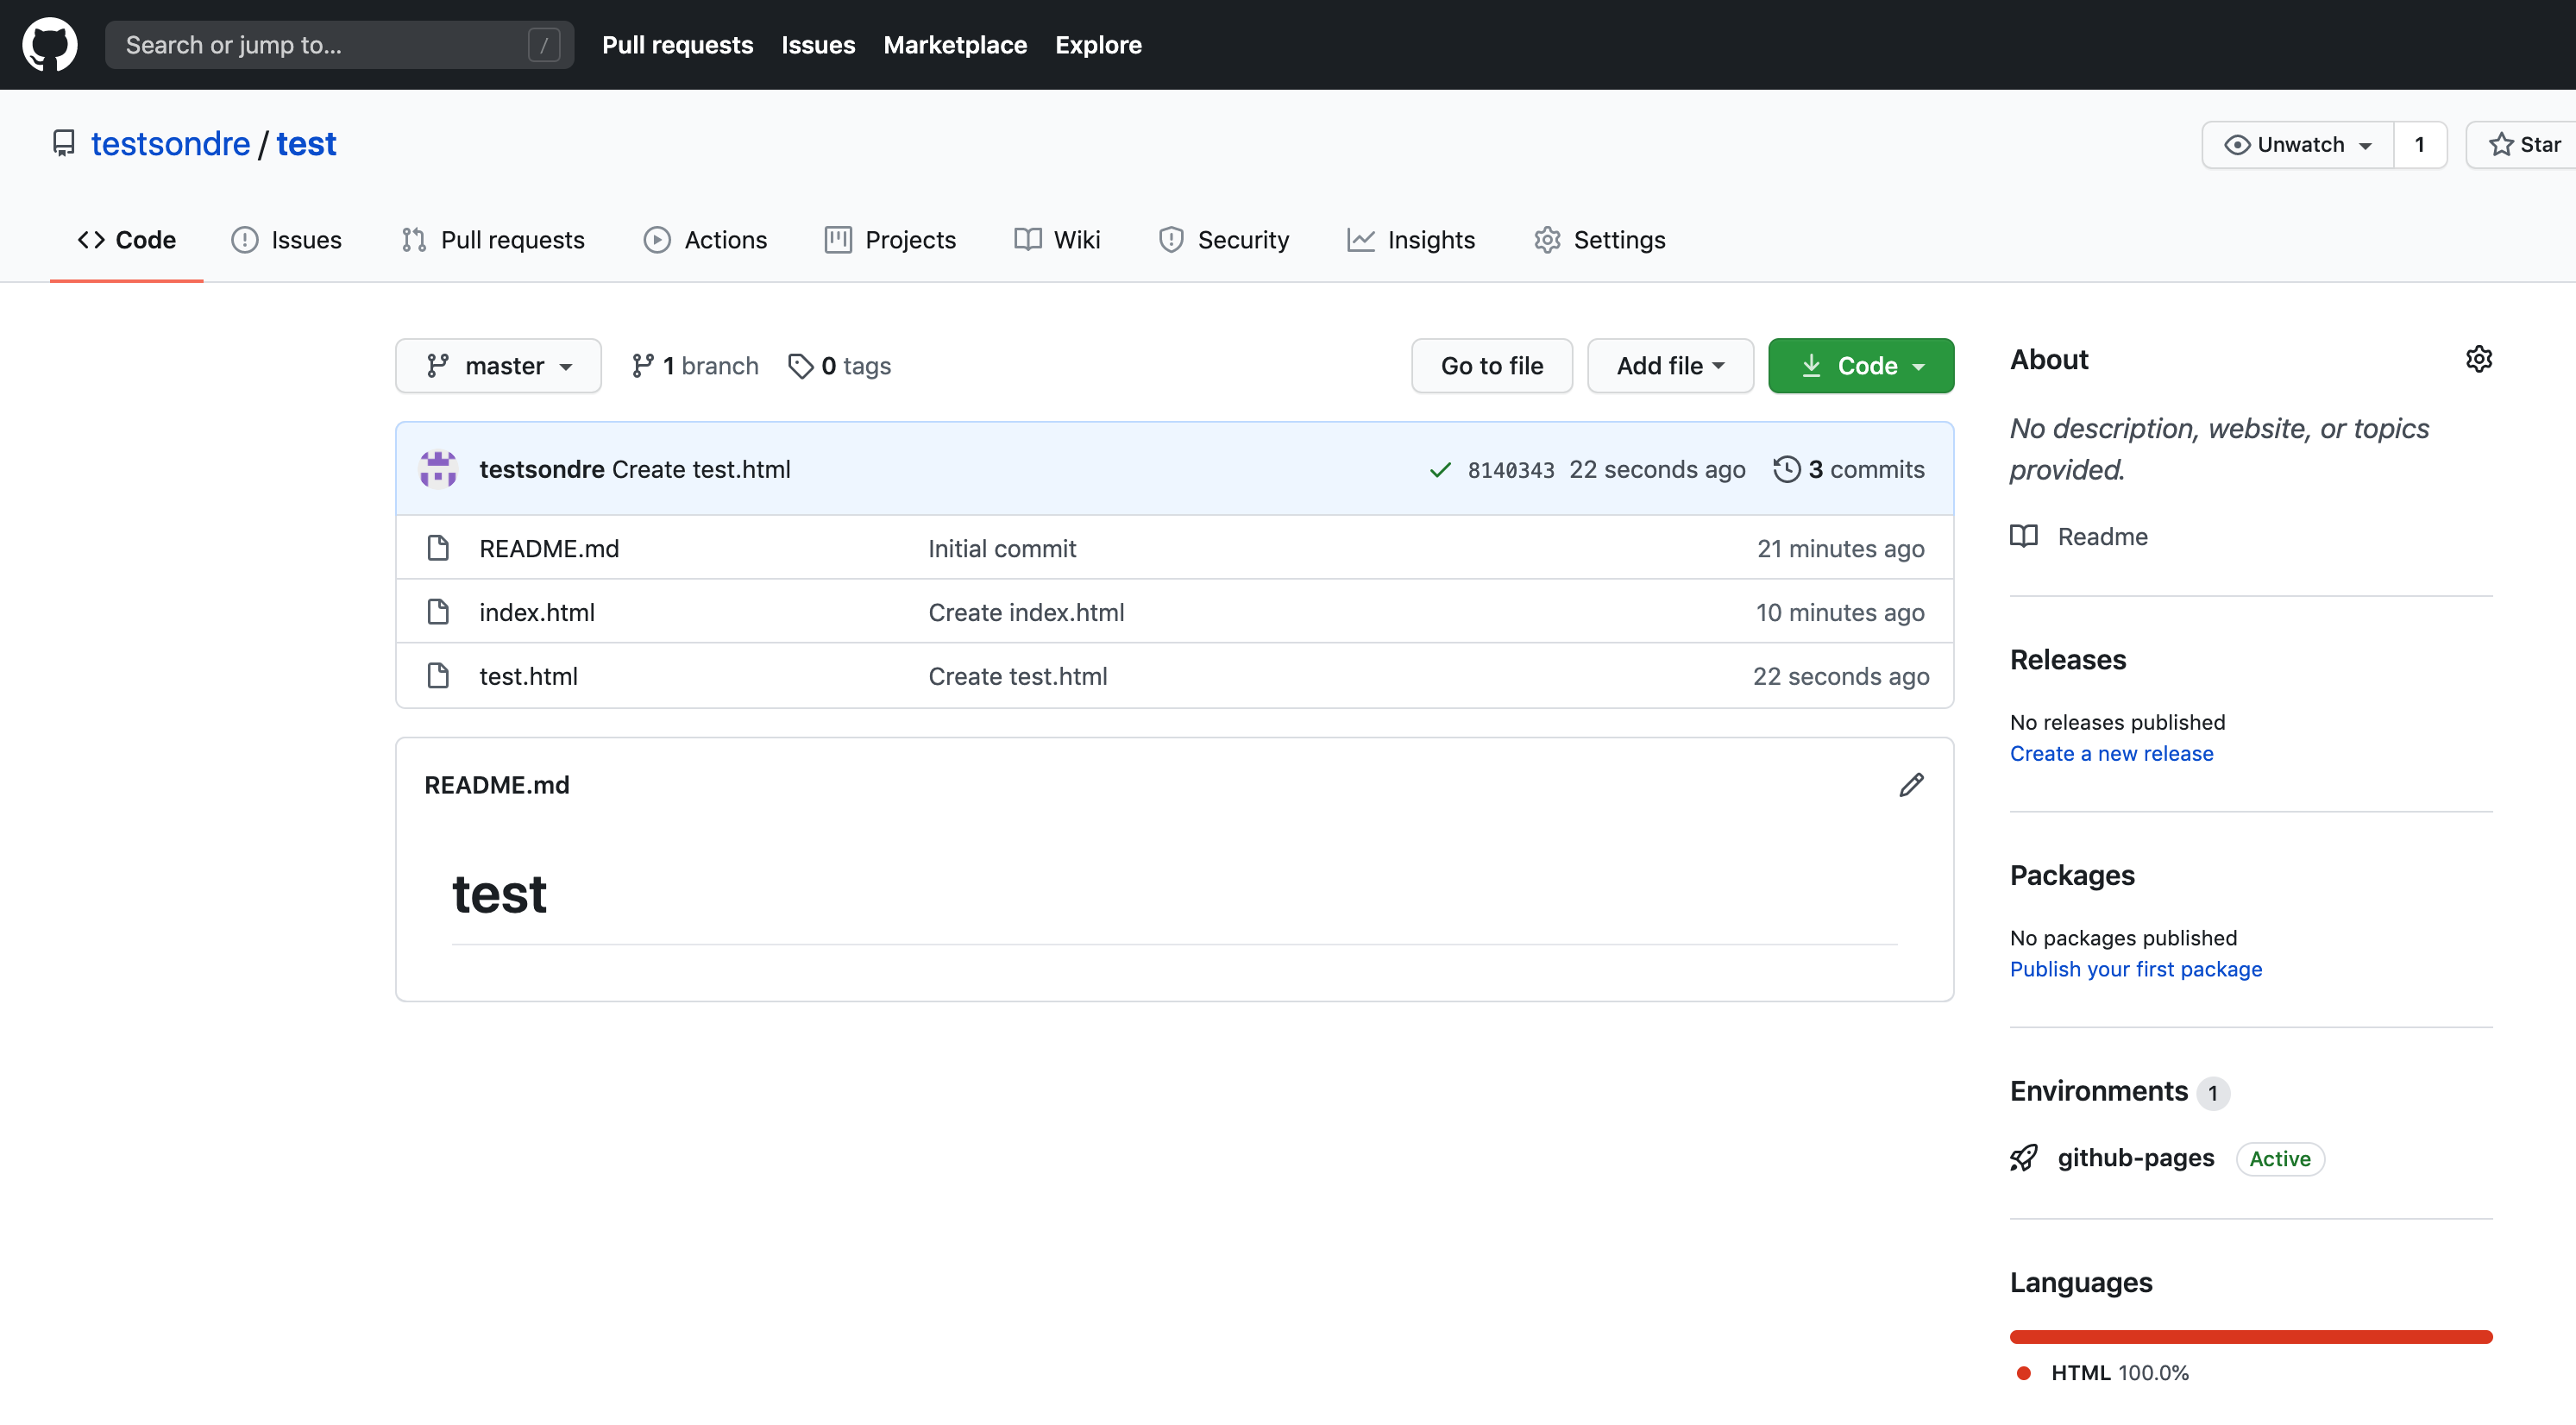 Search or jump to... /
Pull requests Issues Marketplace Explore
testsondre / test
Unwatch 1 Star
Code Issues Pull requests Actions Projects Wiki Security Insights Settings
master 1 branch 0 tags Go to file Add file Code
testsondre Create test.html 8140343 22 seconds ago 3 commits
README.md Initial commit 21 minutes ago
index.html Create index.html 10 minutes ago
test.html Create test.html 22 seconds ago
README.md
test
About
No description, website, or topics
provided.
Readme
Releases
No releases published
Create a new release
Packages
No packages published
Publish your first package
Environments 1
github-pages Active
Languages
HTML 100.0%